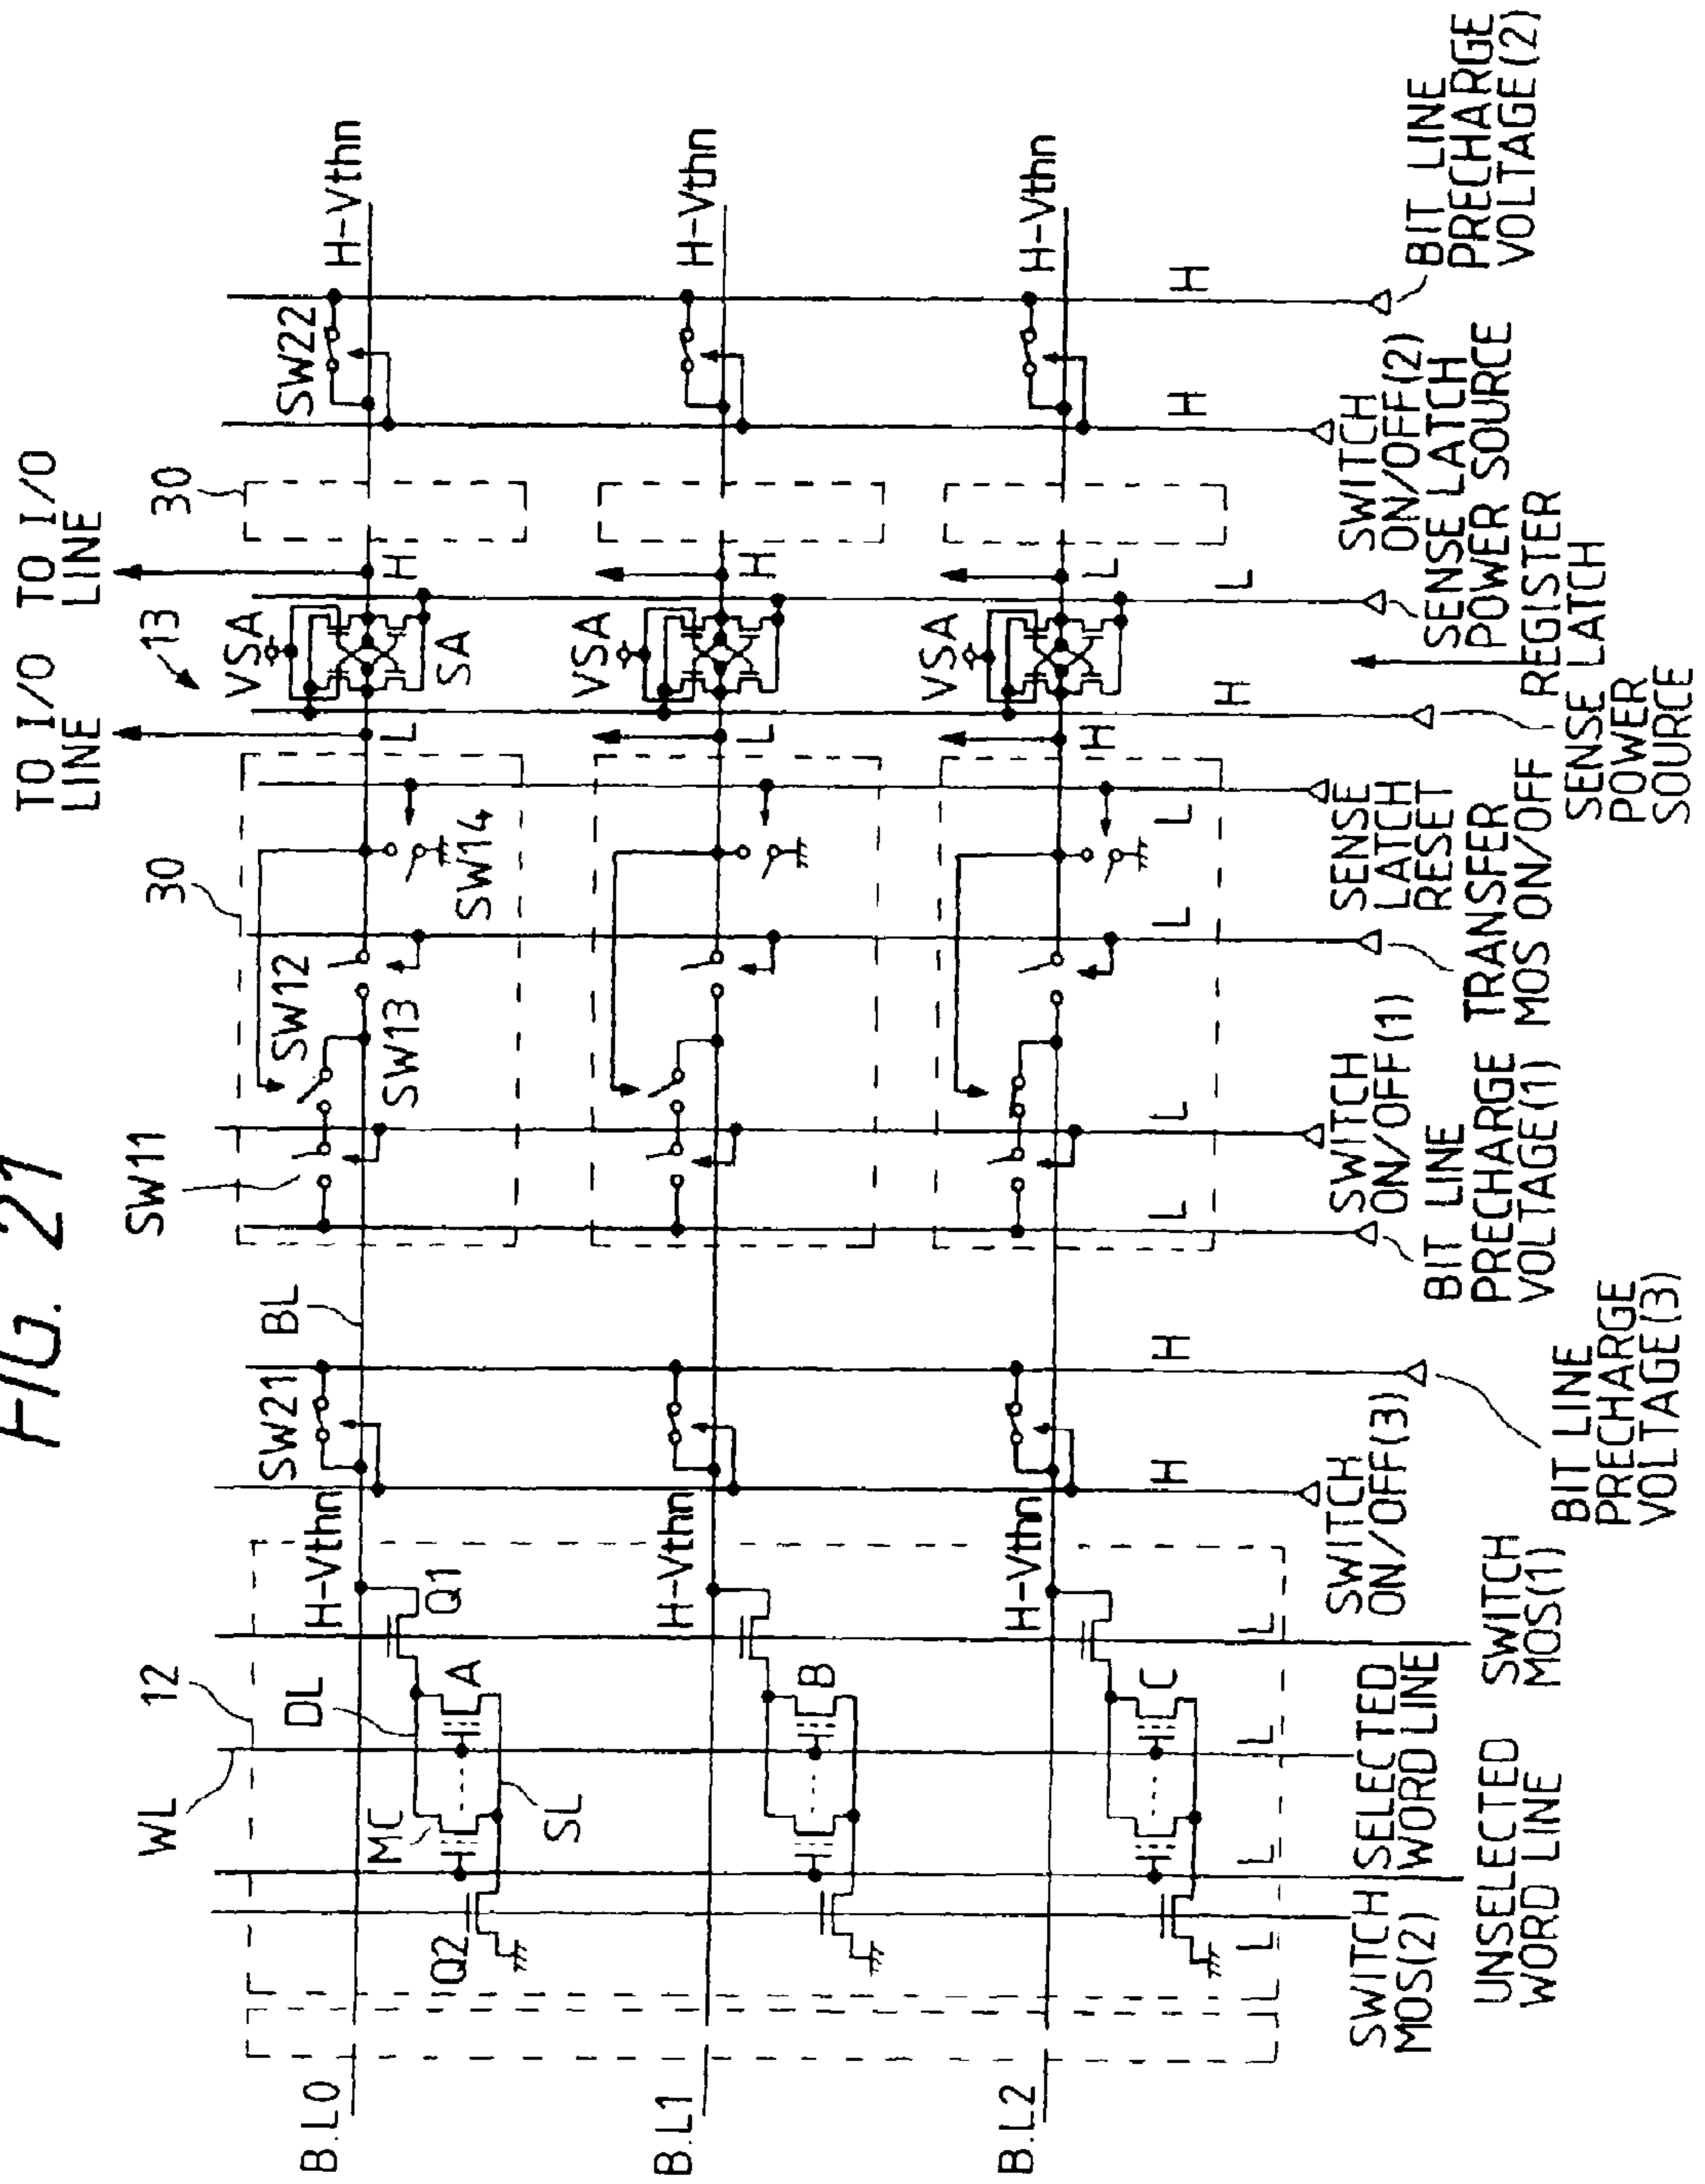 FIG. 21
TO I/O
LINE
TO I/O
LINE
13
SW11
30
30
12
WL
BL
SW21
SW12
SW13
SW14
VSA
SA
SW22
B.L0
H-Vthn
L
H
H-Vthn
Q1
Q2
DL
MC
A
SL
B.L1
H-Vthn
VSA
L
H
H-Vthn
B
B.L2
H-Vthn
VSA
H
L
H-Vthn
C
L
L
L
L
H
H
L
L
L
L
H
L
H
H
SWITCH
MOS(2)
UNSELECTED
WORD LINE
SELECTED
WORD LINE
SWITCH
MOS(1)
SWITCH
ON/OFF(3)
BIT LINE
PRECHARGE
VOLTAGE(3)
BIT LINE
PRECHARGE
VOLTAGE(1)
SWITCH
ON/OFF(1)
TRANSFER
MOS ON/OFF
SENSE
LATCH
RESET
SENSE LATCH
POWER
SOURCE
REGISTER
SENSE LATCH
POWER SOURCE
SWITCH
ON/OFF(2)
BIT LINE
PRECHARGE
VOLTAGE(2)